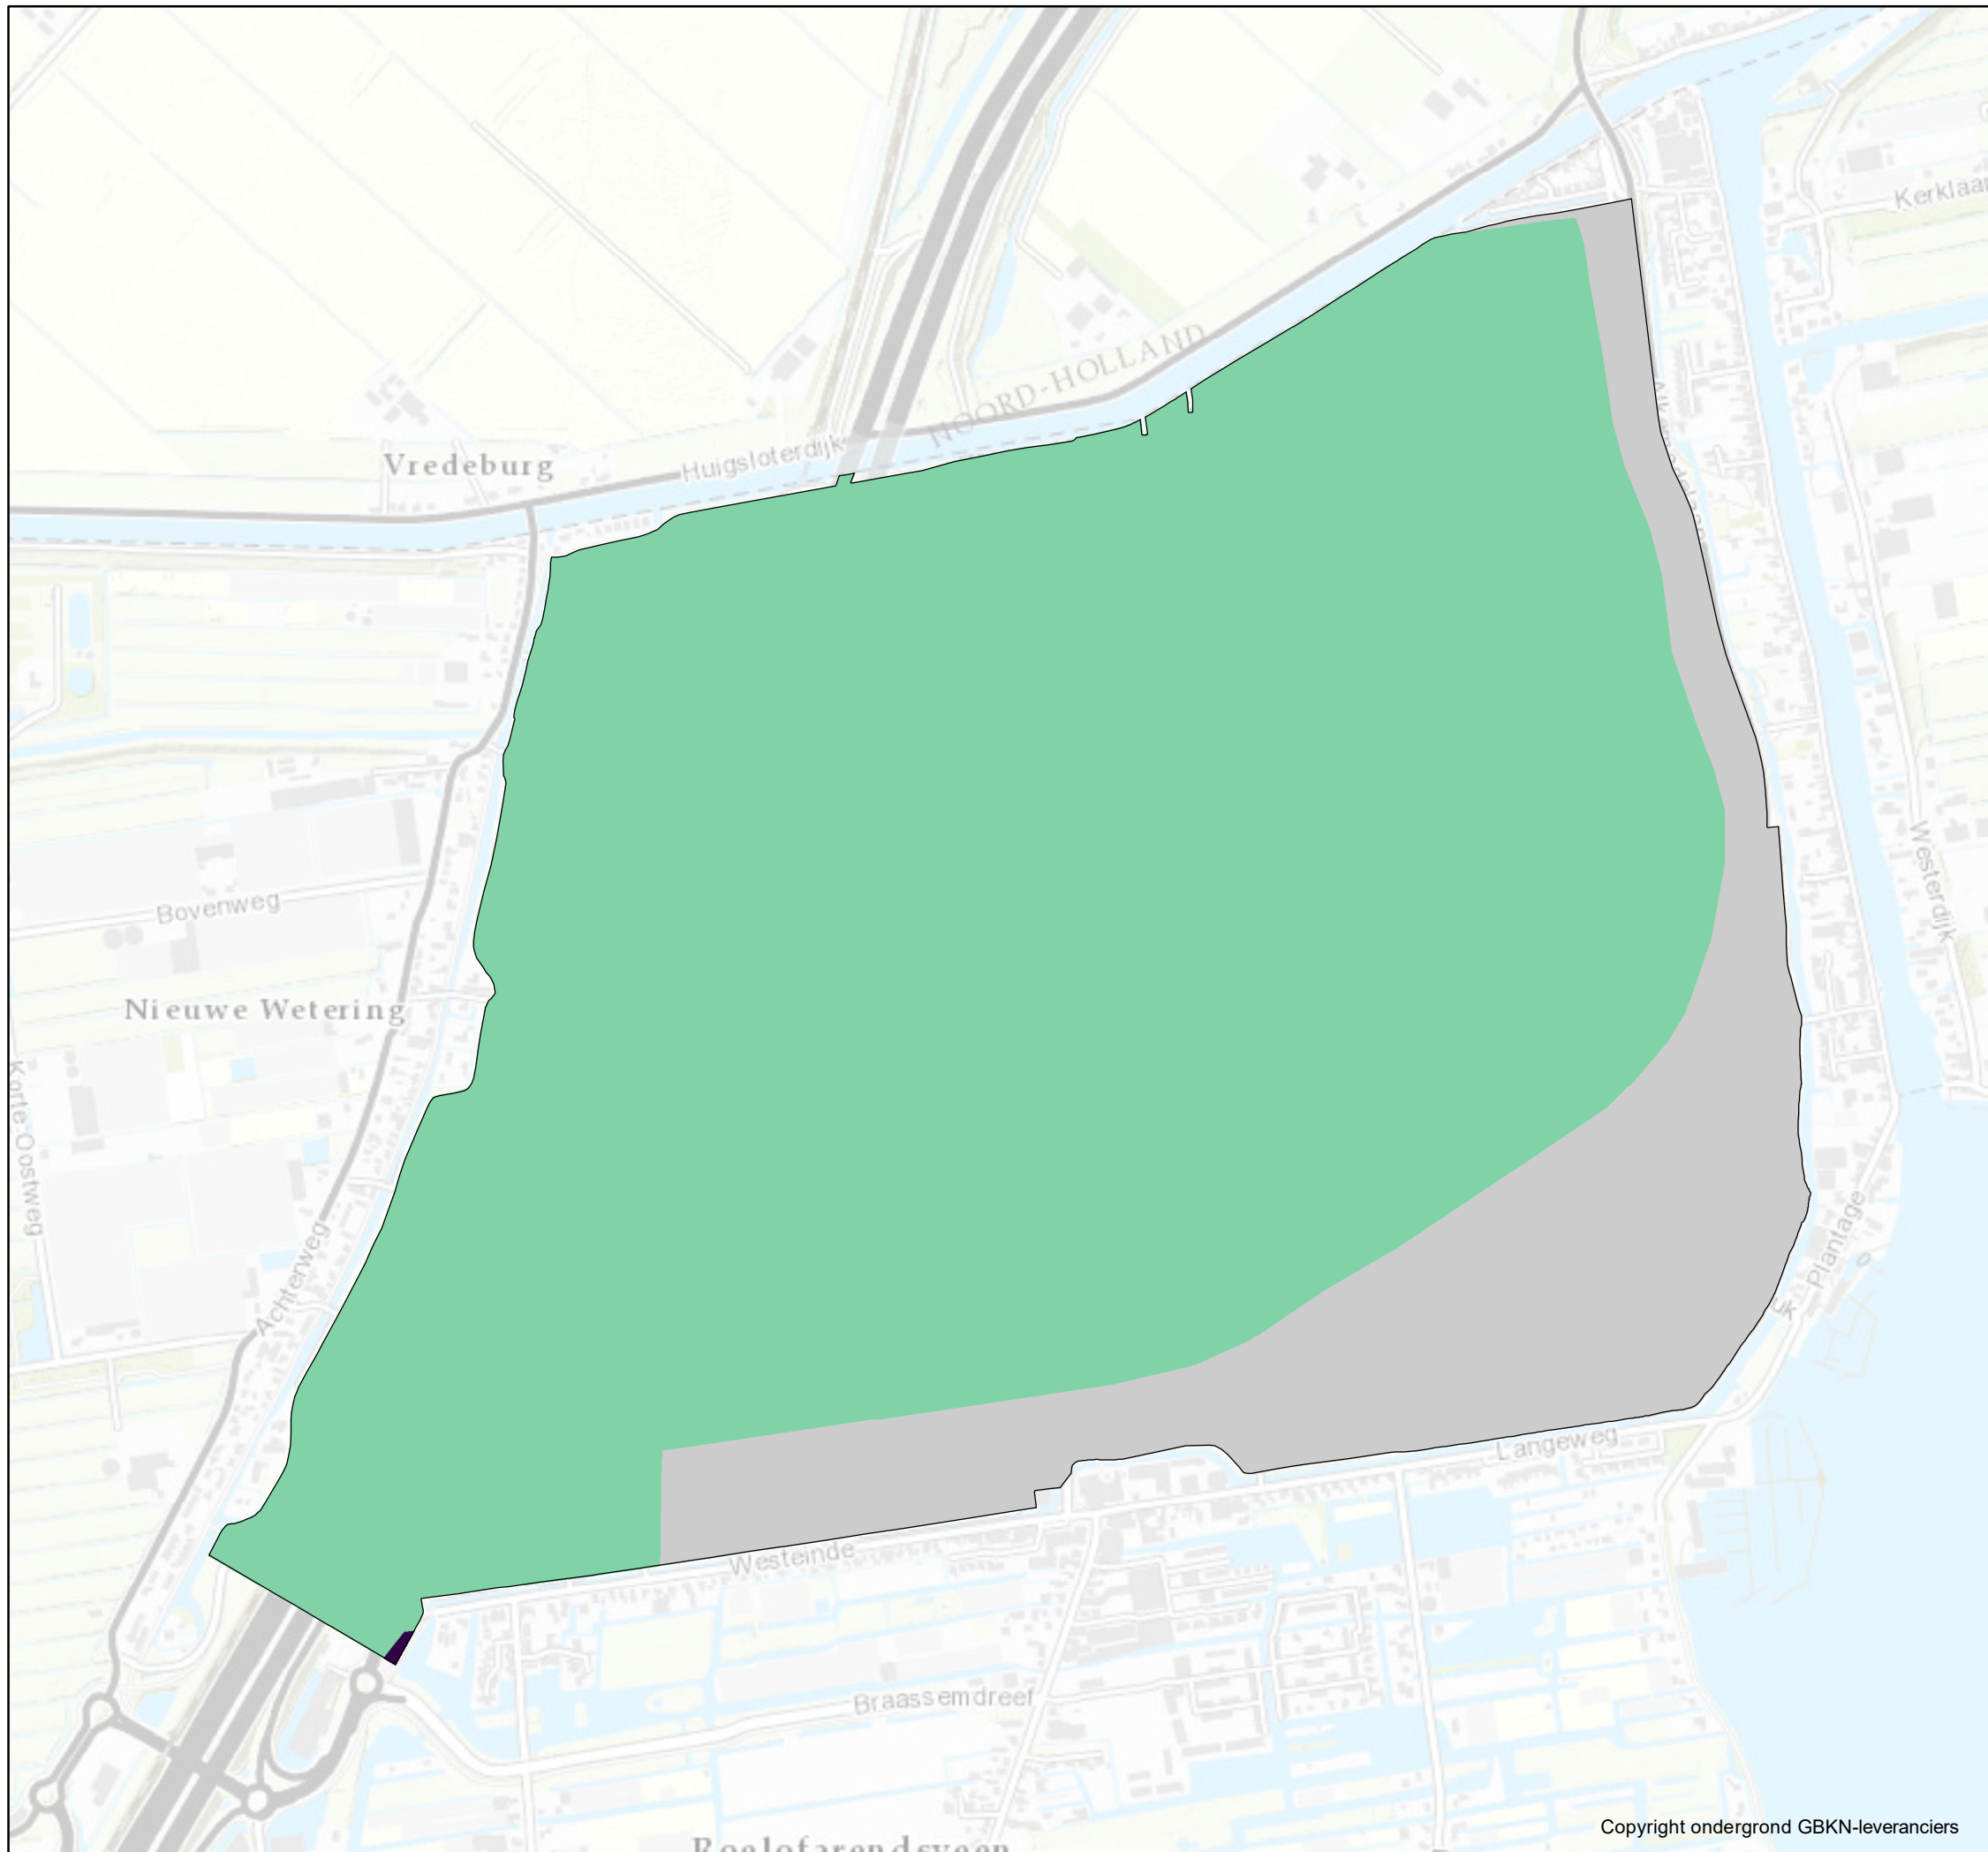 Kerklaan
NOORD-HOLLAND
Huigsloterdijk
Vredeburg
Westerdijk
Bovenweg
Nieuwe Wetering
Korte Oostweg
Plantage
Achterweg
Langeweg
Westeinde
Braassemdreef
Copyright ondergrond GBKN-leveranciers
Roelofarendsveen